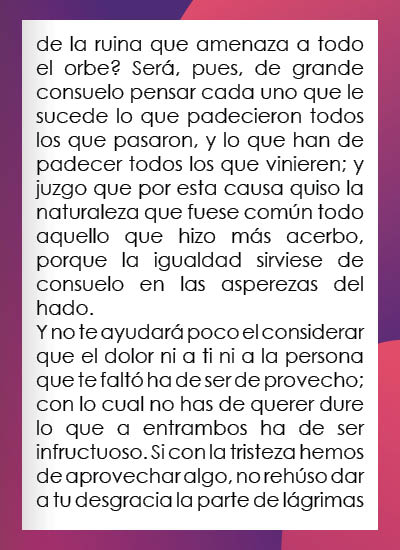 de la ruina que amenaza a todo
el orbe? Será, pues, de grande
consuelo pensar cada uno que le
sucede lo que padecieron todos
los que pasaron, y lo que han de
padecer todos los que vinieren; y
juzgo que por esta causa quiso la
naturaleza que fuese común todo
aquello que hizo más acerbo,
porque la igualdad sirviese de
consuelo en las asperezas del
hado.
Y no te ayudará poco el considerar
que el dolor ni a ti ni a la persona
que te faltó ha de ser de provecho;
con lo cual no has de querer dure
lo que a entrambos ha de ser
infructuoso. Si con la tristeza hemos
de aprovechar algo, no rehúso dar
a tu desgracia la parte de lágrimas